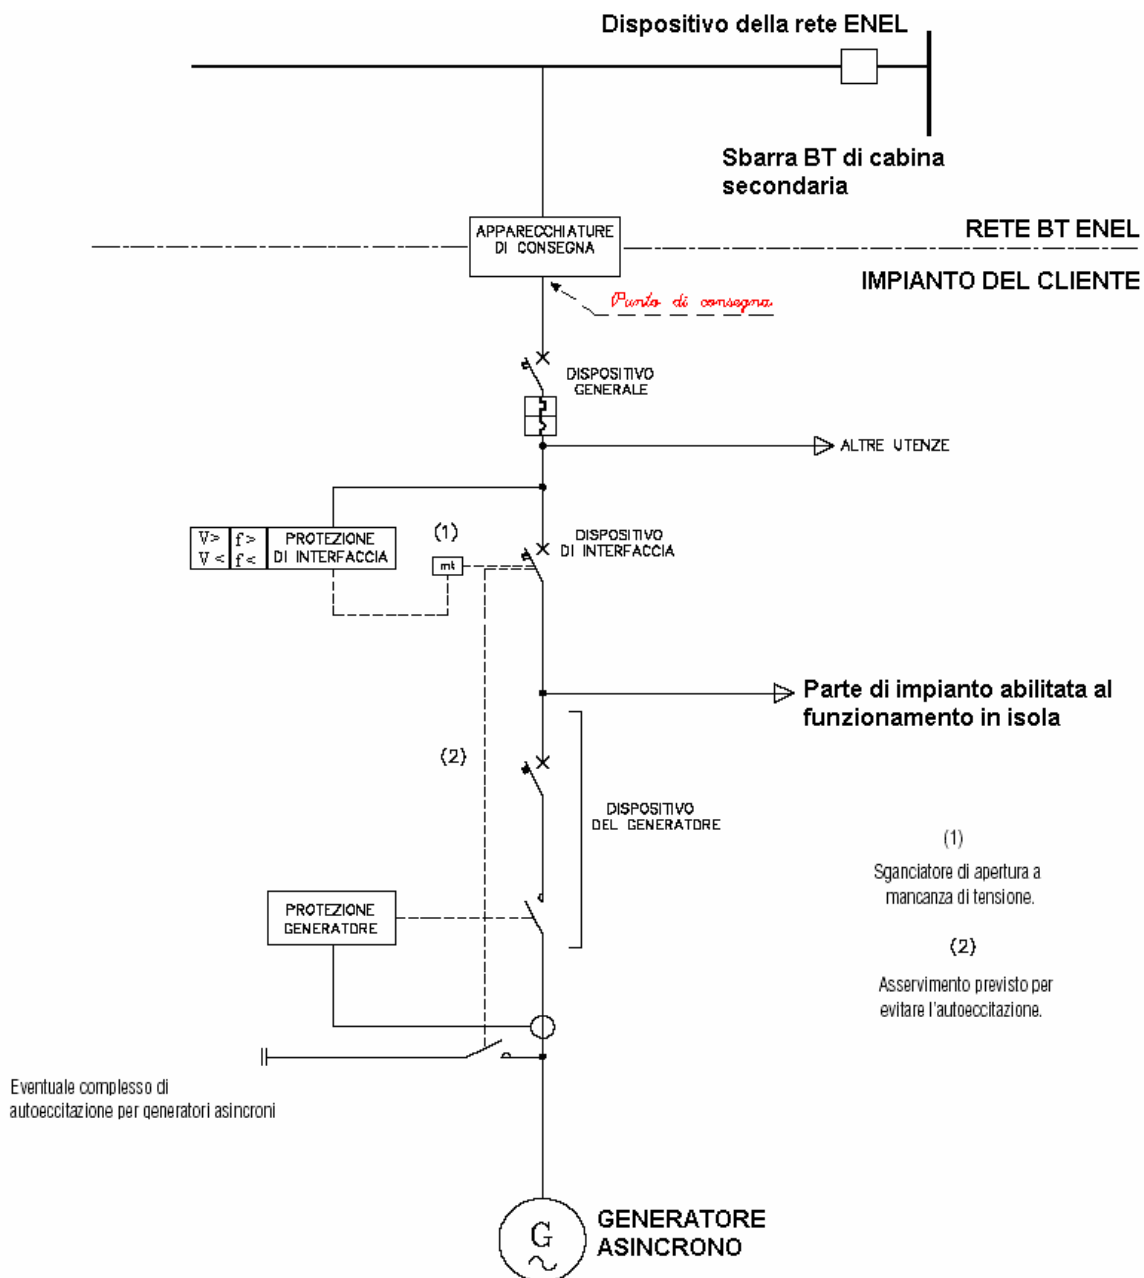 Dispositivo della rete ENEL
Sbarra BT di cabina
secondaria
APPARECCHIATURE
DI CONSEGNA
RETE BT ENEL
IMPIANTO DEL CLIENTE
Punto di consegna
DISPOSITIVO
GENERALE
ALTRE UTENZE
V> f> PROTEZIONE
V< f< DI INTERFACCIA
(1)
mt
DISPOSITIVO
DI INTERFACCIA
Parte di impianto abilitata al
funzionamento in isola
(2)
DISPOSITIVO
DEL GENERATORE
(1)
Sganciatore di apertura a
mancanza di tensione.
(2)
Asservimento previsto per
evitare l'autoeccitazione.
PROTEZIONE
GENERATORE
Eventuale complesso di
autoeccitazione per generatori asincroni
G
GENERATORE
ASINCRONO